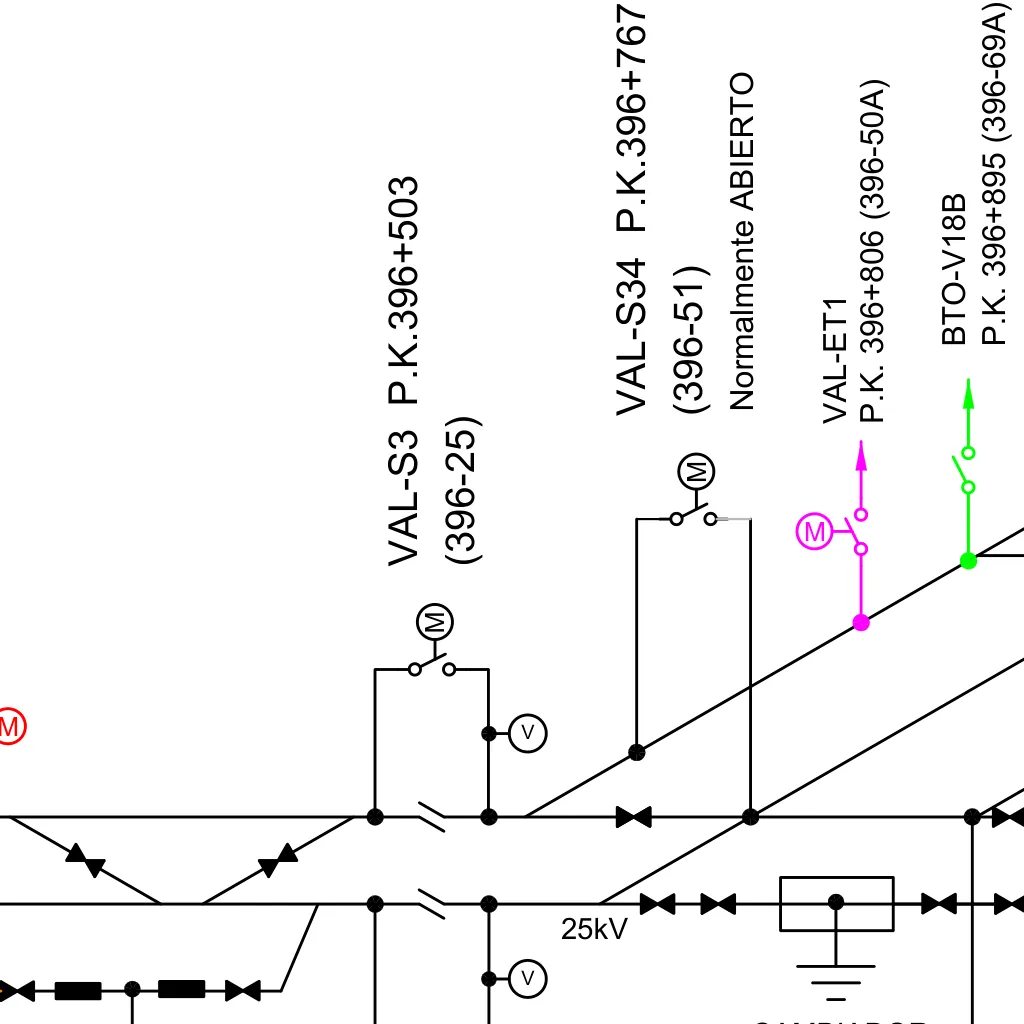 VAL-S3 P.K.396+503
(396-25)
VAL-S34 P.K.396+767
(396-51)
Normalmente ABIERTO
VAL-ET1
P.K. 396+806 (396-50A)
BTO-V18B
P.K. 396+895 (396-69A)
M
M
M
M
V
25kV
V